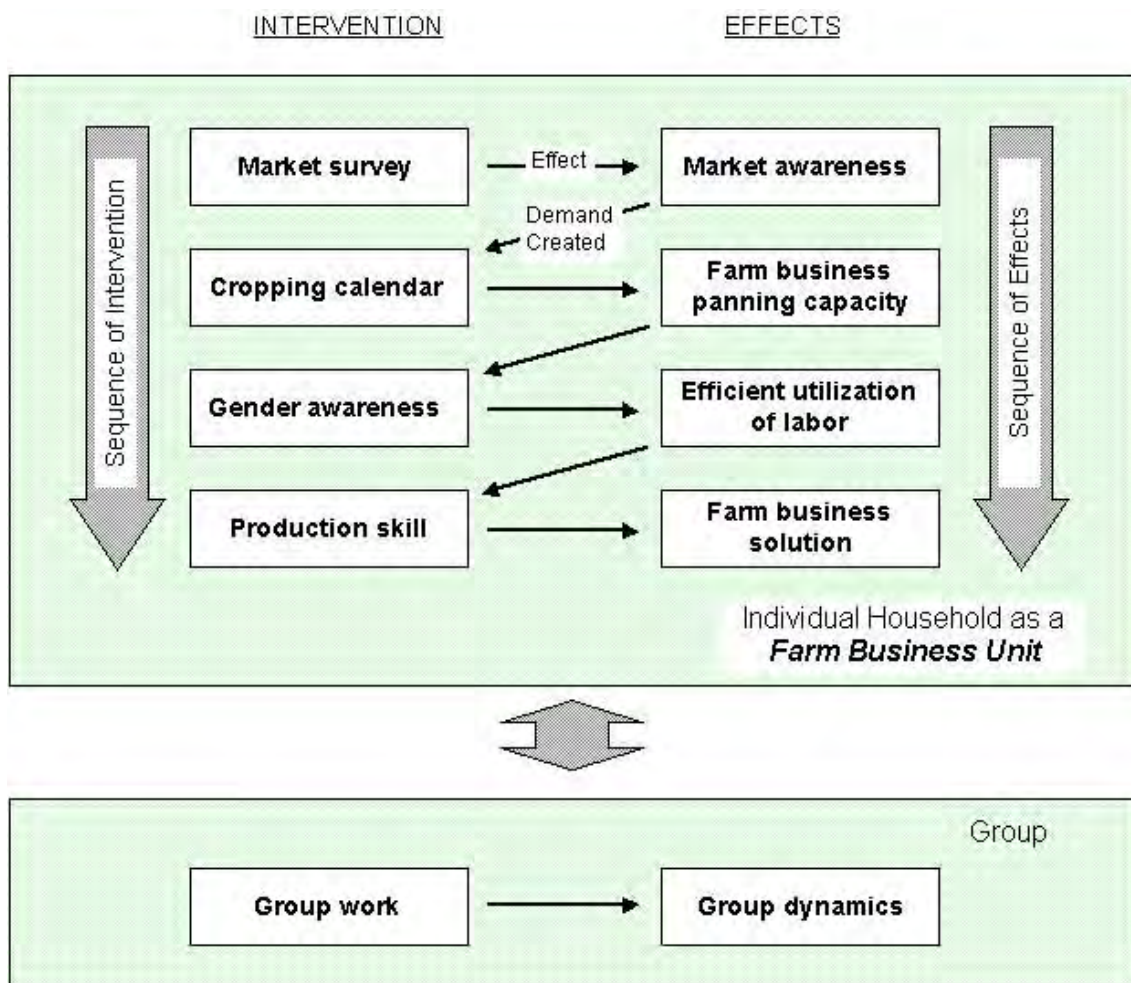 INTERVENTION
EFFECTS
Sequence of Intervention
Market survey
Effect
Market awareness
Demand
Created
Cropping calendar
Farm business
panning capacity
Gender awareness
Efficient utilization
of labor
Production skill
Farm business
solution
Sequence of Effects
Individual Household as a
Farm Business Unit
Group
Group work
Group dynamics